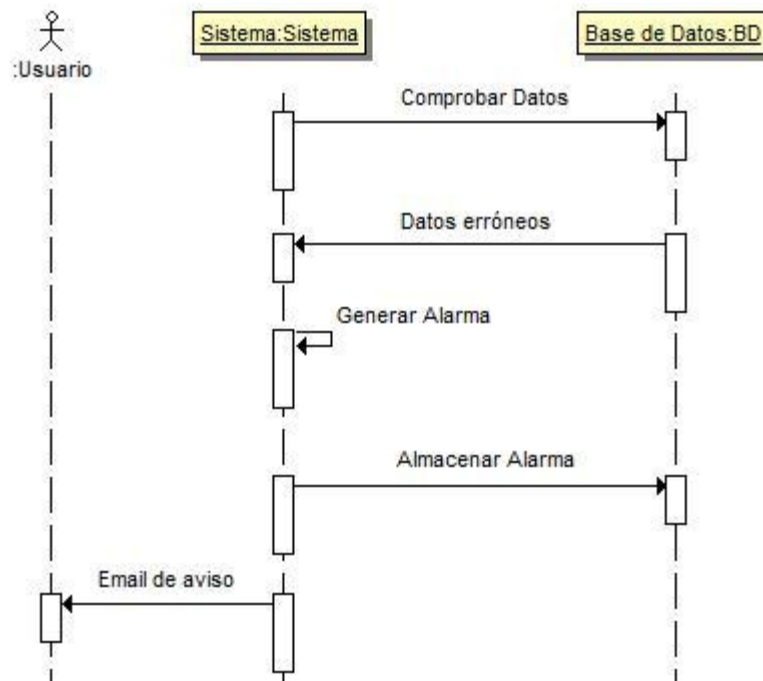 Sistema:Sistema
Base de Datos:BD
:Usuario
Comprobar Datos
Datos erróneos
Generar Alarma
Almacenar Alarma
Email de aviso